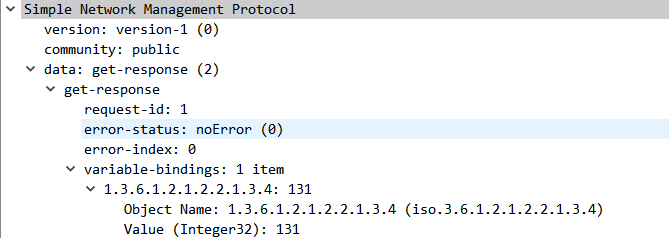 Simple Network Management Protocol
version: version-1 (0)
community: public
data: get-response (2)
get-response
request-id: 1
error-status: noError (0)
error-index: 0
variable-bindings: 1 item
1.3.6.1.2.1.2.2.1.3.4: 131
Object Name: 1.3.6.1.2.1.2.2.1.3.4 (iso.3.6.1.2.1.2.2.1.3.4)
Value (Integer32): 131